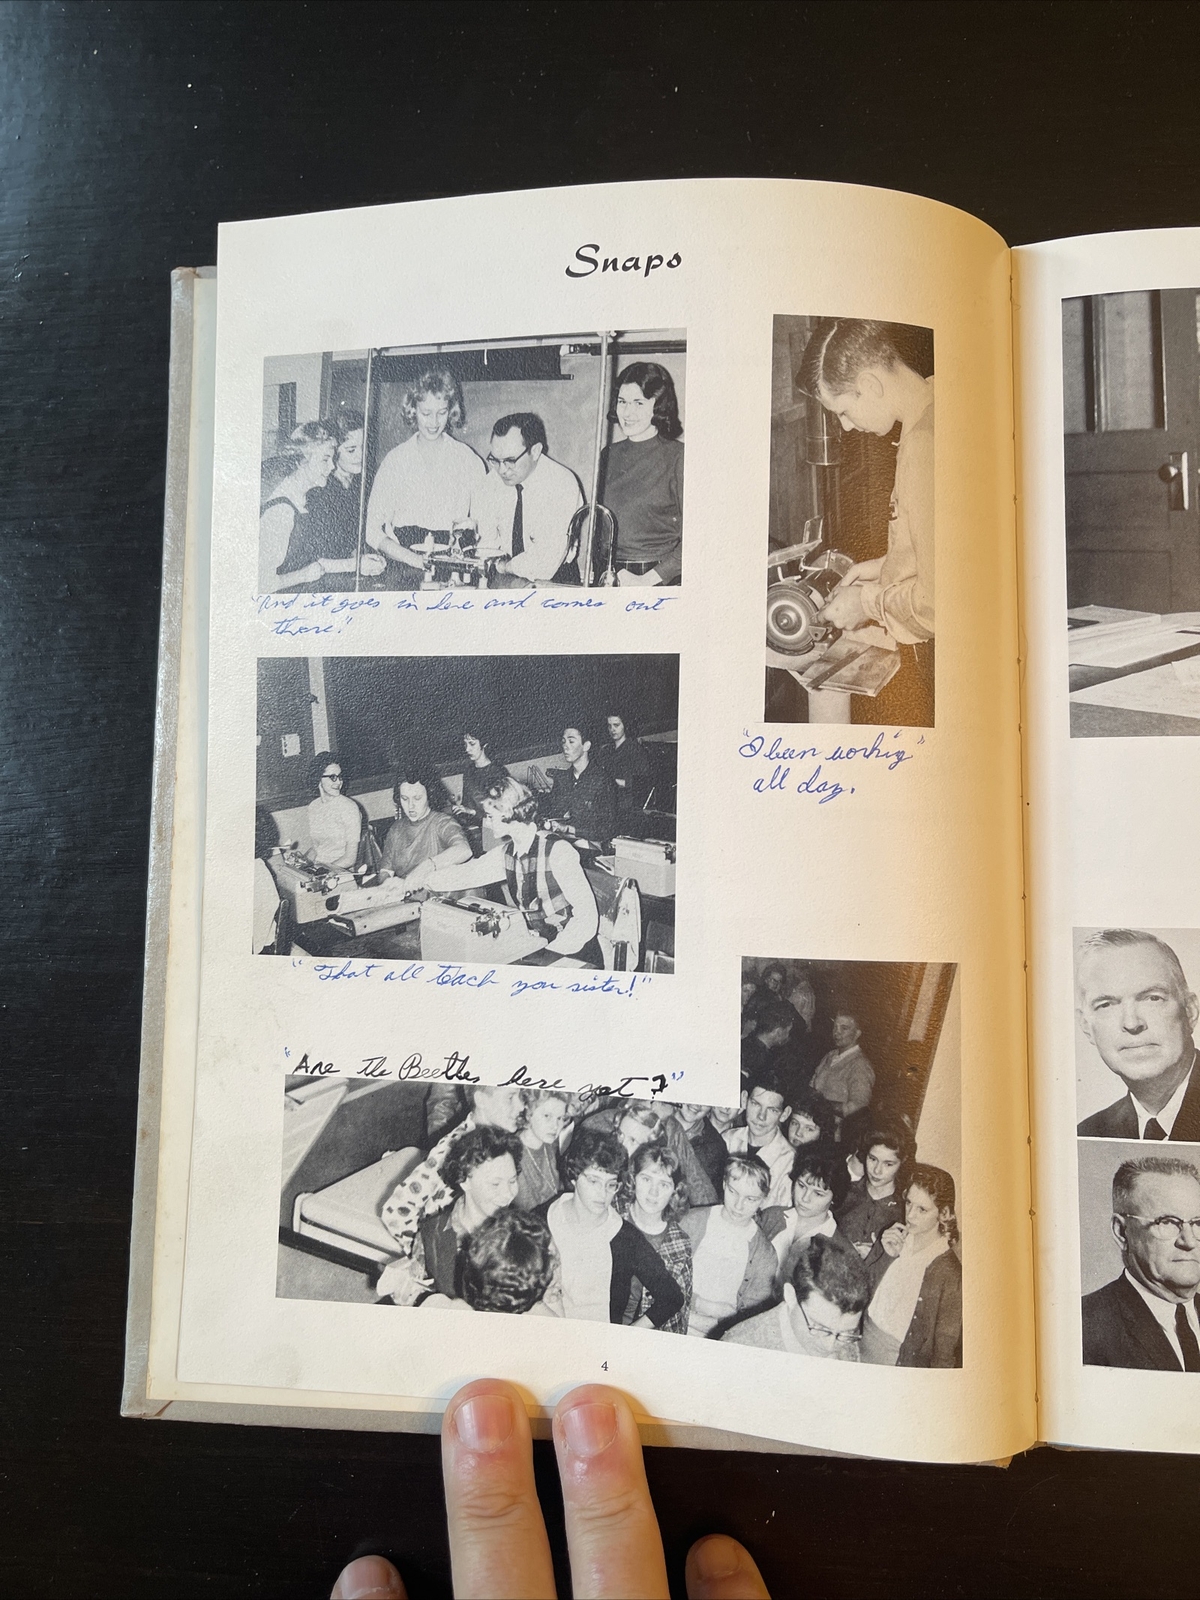 Snaps
"And it goes in here and comes out
there!"
"I been workig"
all day.
"That all teach you sister!"
"Are the Beetles here yet?"
4